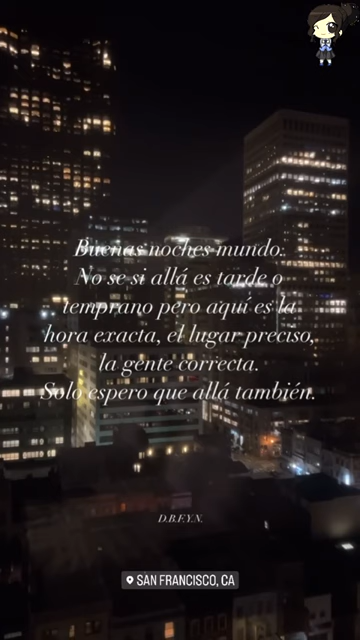 Buenas noches mundo.
No se si allá es tarde o
temprano pero aquí es la
hora exacta, el lugar preciso,
la gente correcta.
Solo espero que allá también.
D.B.F.Y.N.
SAN FRANCISCO, CA